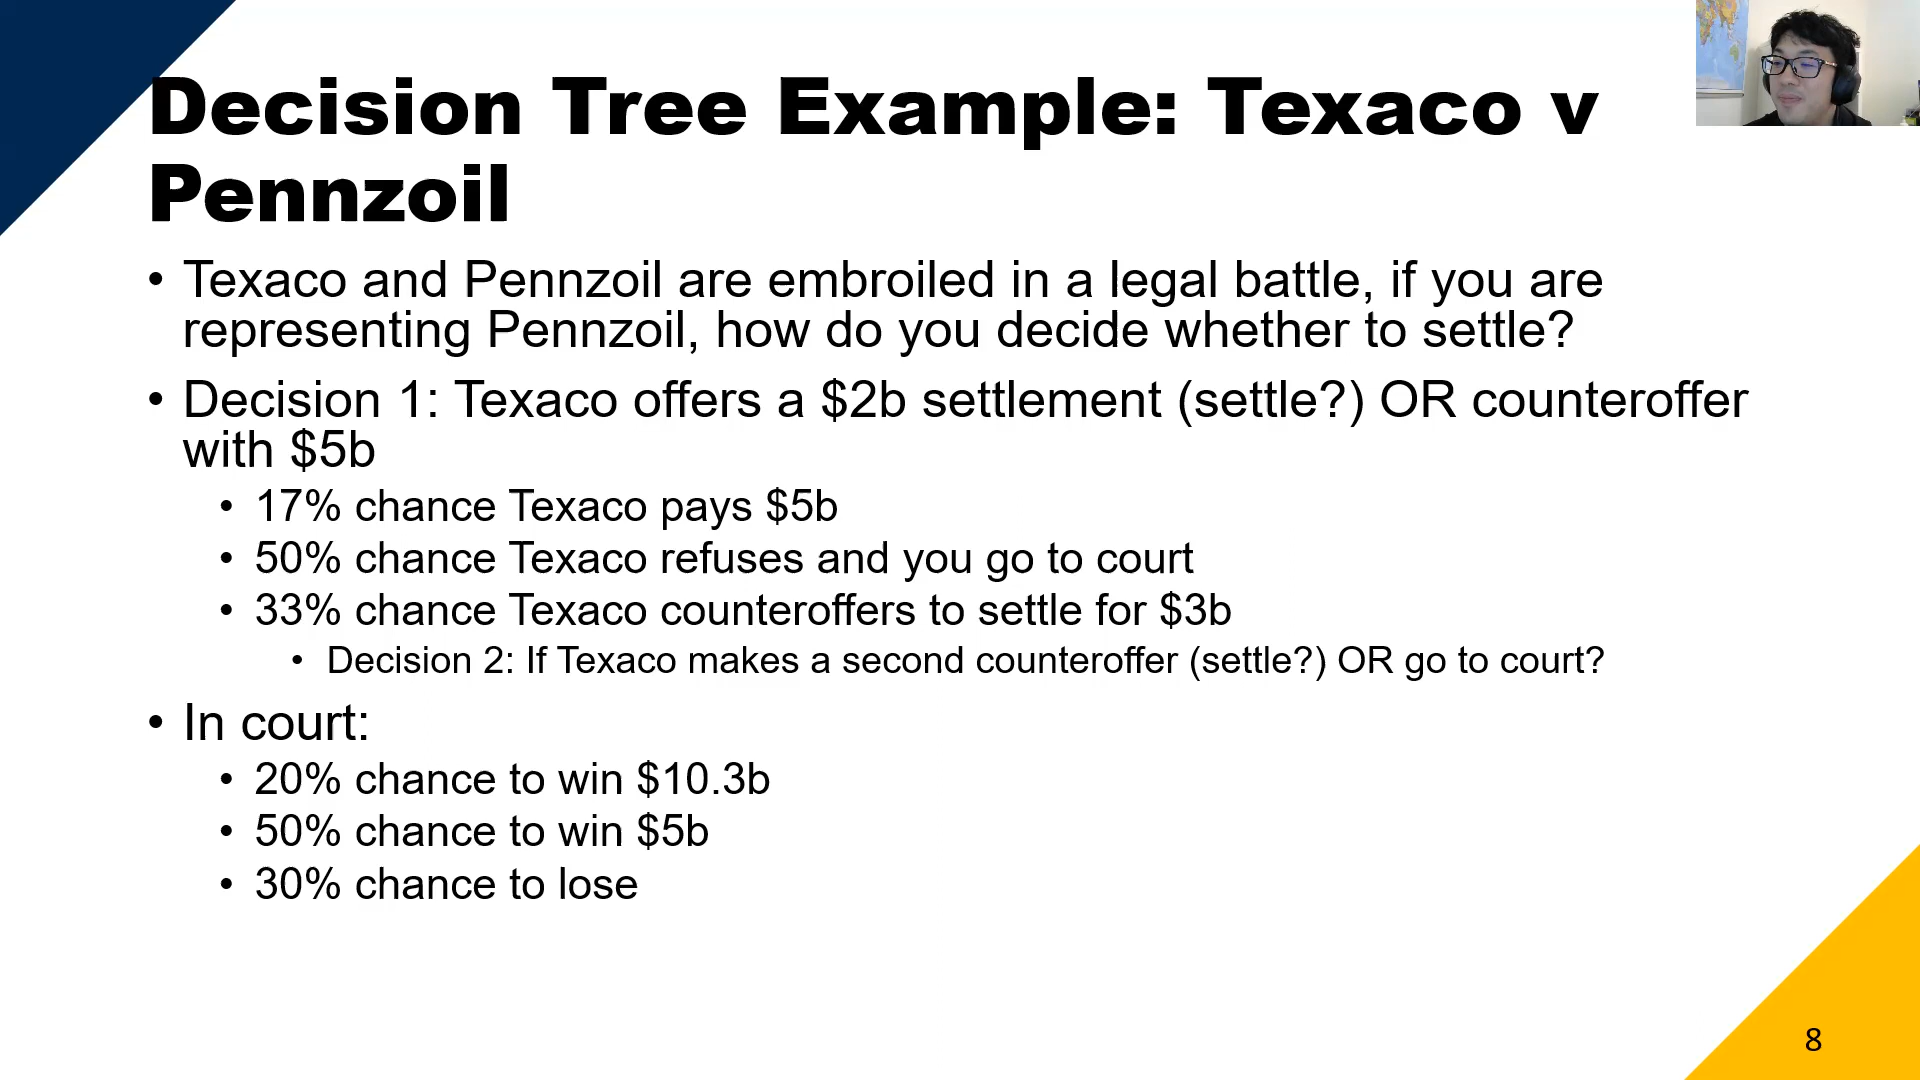 Decision Tree Example: Texaco v
Pennzoil
• Texaco and Pennzoil are embroiled in a legal battle, if you are
representing Pennzoil, how do you decide whether to settle?
• Decision 1: Texaco offers a $2b settlement (settle?) OR counteroffer
with $5b
• 17% chance Texaco pays $5b
• 50% chance Texaco refuses and you go to court
• 33% chance Texaco counteroffers to settle for $3b
• Decision 2: If Texaco makes a second counteroffer (settle?) OR go to court?
• In court:
• 20% chance to win $10.3b
• 50% chance to win $5b
• 30% chance to lose
8